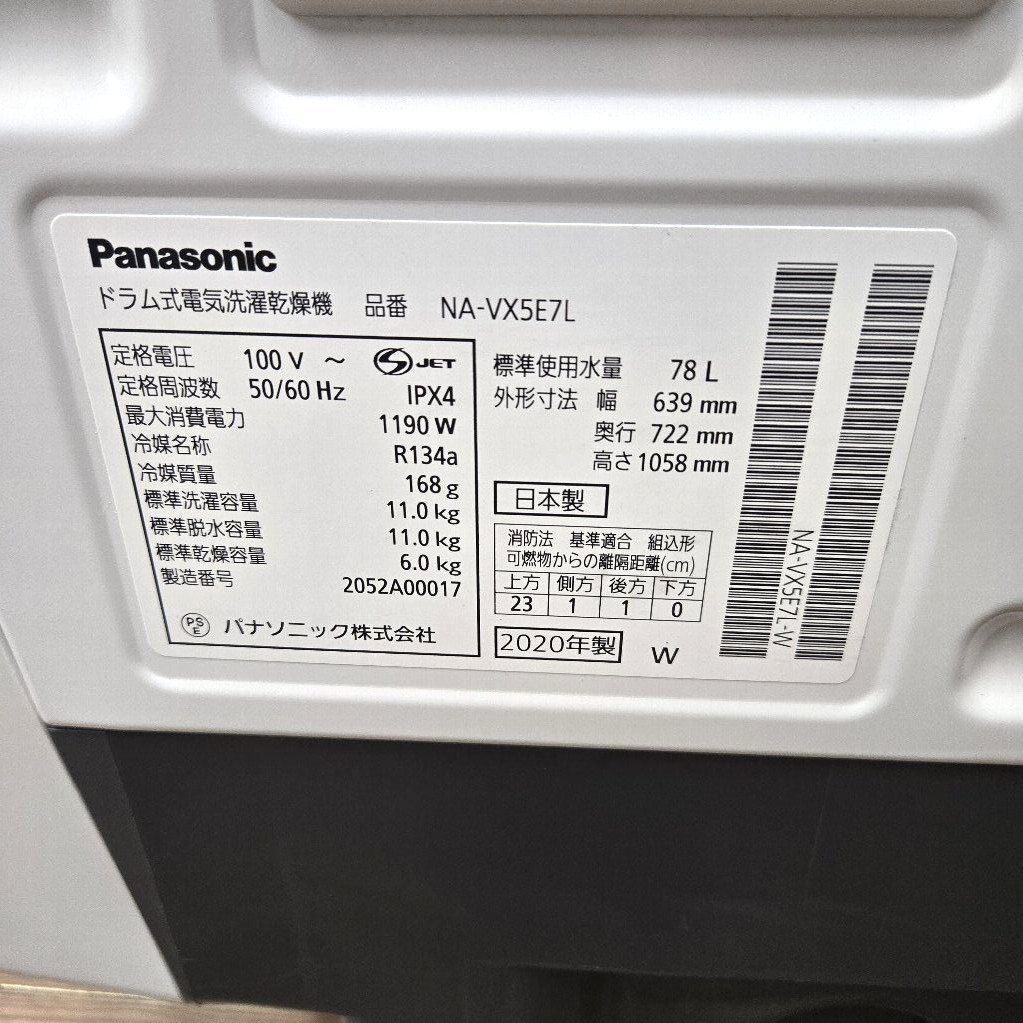 Panasonic
ドラム式電気洗濯乾燥機 品番 NA-VX5E7L
定格電圧 100 V ～ S JET
定格周波数 50/60 Hz IPX4
最大消費電力 1190 W
冷媒名称 R134a
冷媒質量 168 g
標準洗濯容量 11.0 kg
標準脱水容量 11.0 kg
標準乾燥容量 6.0 kg
製造番号 2052A00017
PS E パナソニック株式会社
標準使用水量 78 L
外形寸法 幅 639 mm
奥行 722 mm
高さ 1058 mm
日本製
消防法 基準適合 組込形
可燃物からの離隔距離(cm)
上方 側方 後方 下方
23 1 1 0
2020年製 W
NA-VX5E7L-W